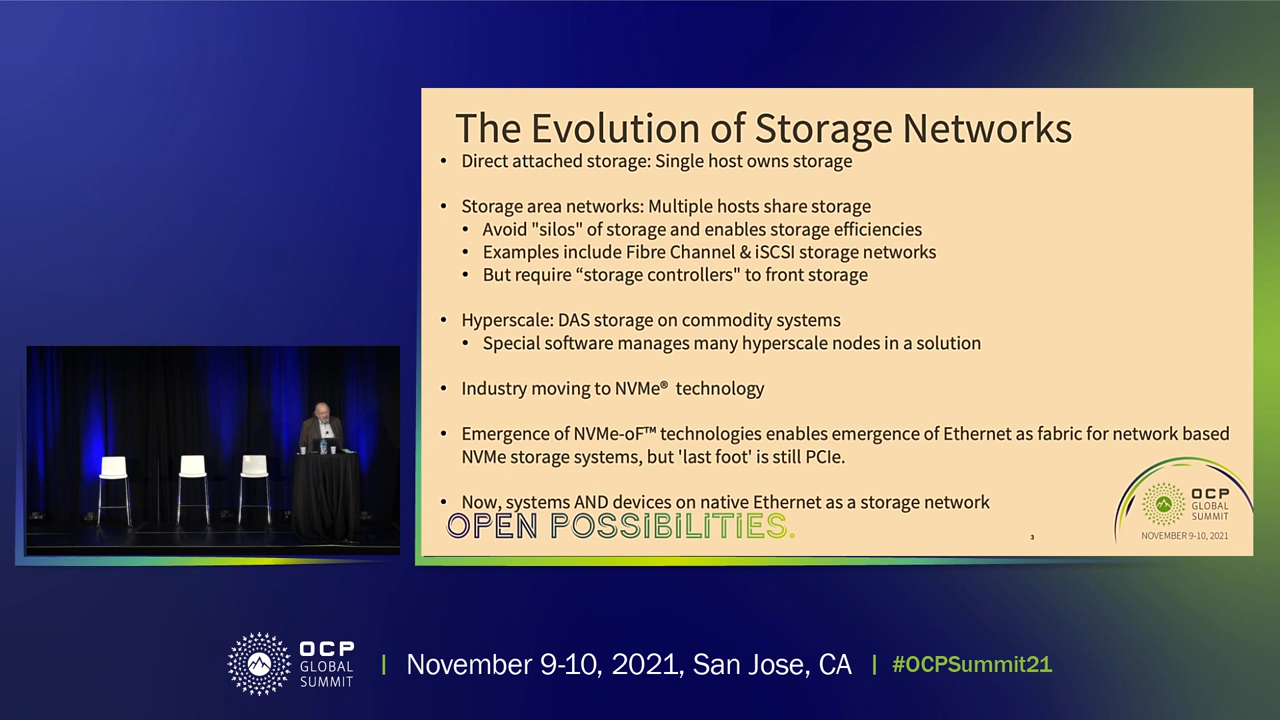 The Evolution of Storage Networks
• Direct attached storage: Single host owns storage
• Storage area networks: Multiple hosts share storage
• Avoid "silos" of storage and enables storage efficiencies
• Examples include Fibre Channel & iSCSI storage networks
• But require “storage controllers" to front storage
• Hyperscale: DAS storage on commodity systems
• Special software manages many hyperscale nodes in a solution
• Industry moving to NVMe® technology
• Emergence of NVMe-oF™ technologies enables emergence of Ethernet as fabric for network based
NVMe storage systems, but 'last foot' is still PCIe.
• Now, systems AND devices on native Ethernet as a storage network
OPEN POSSIBILITIES.
3
OCP
GLOBAL
SUMMIT
NOVEMBER 9-10, 2021
OCP
GLOBAL
SUMMIT
| November 9-10, 2021, San Jose, CA | #OCPSummit21